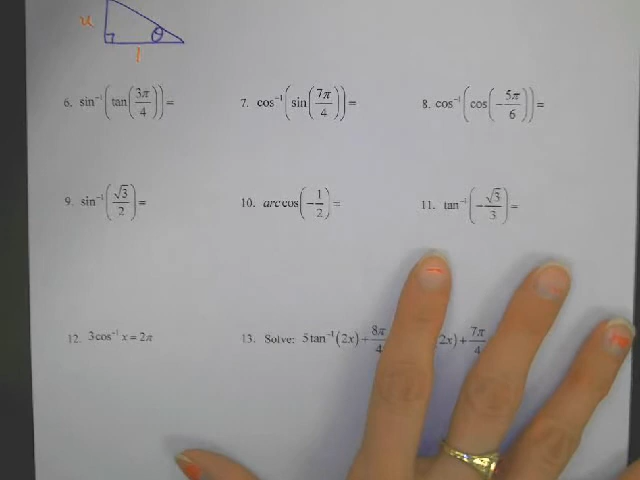 u
θ
1
6. sin⁻¹(tan(3π/4))=
7. cos⁻¹(sin(7π/4))=
8. cos⁻¹(cos(-5π/6))=
9. sin⁻¹(√3/2)=
10. arccos(-1/2)=
11. tan⁻¹(-√3/3)=
12. 3cos⁻¹ x = 2π
13. Solve: 5tan⁻¹(2x)+8π/4 2x)+7π/4